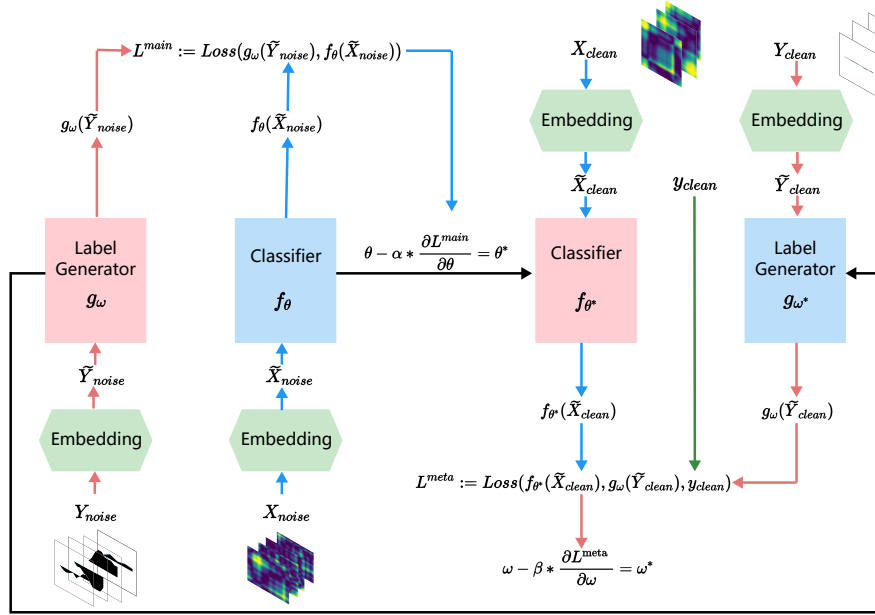 L^{main} := Loss(g_ω(Ỹ_{noise}), f_θ(X̃_{noise}))
g_ω(Ỹ_{noise})
f_θ(X̃_{noise})
Label
Generator
g_ω
Classifier
f_θ
Ỹ_{noise}
X̃_{noise}
Embedding
Embedding
Y_{noise}
X_{noise}
θ − α * ∂L^{main}/∂θ = θ*
X_{clean}
Y_{clean}
Embedding
Embedding
X̃_{clean}
y_{clean}
Ỹ_{clean}
Classifier
f_{θ*}
Label
Generator
g_{ω*}
f_{θ*}(X̃_{clean})
g_ω(Ỹ_{clean})
L^{meta} := Loss(f_{θ*}(X̃_{clean}), g_ω(Ỹ_{clean}), y_{clean})
ω − β * ∂L^{meta}/∂ω = ω*